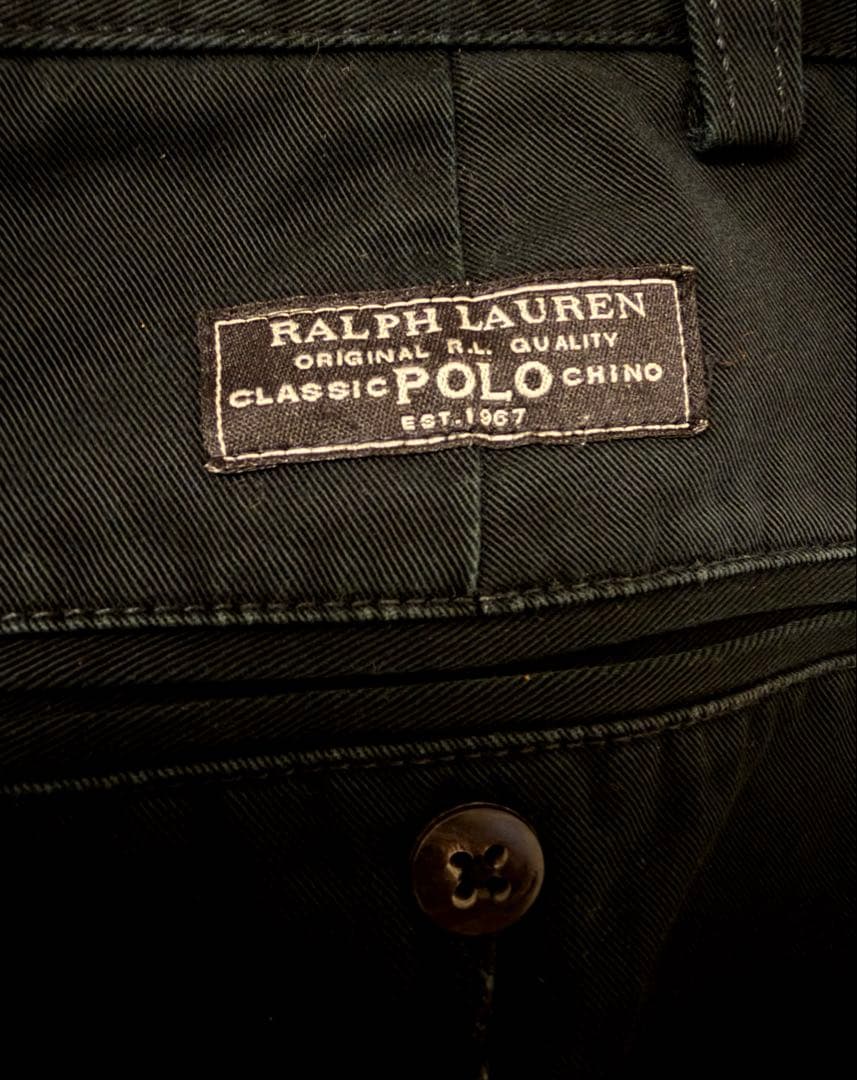 RALPH LAUREN
ORIGINAL R.L. QUALITY
CLASSIC POLO CHINO
EST. 1967